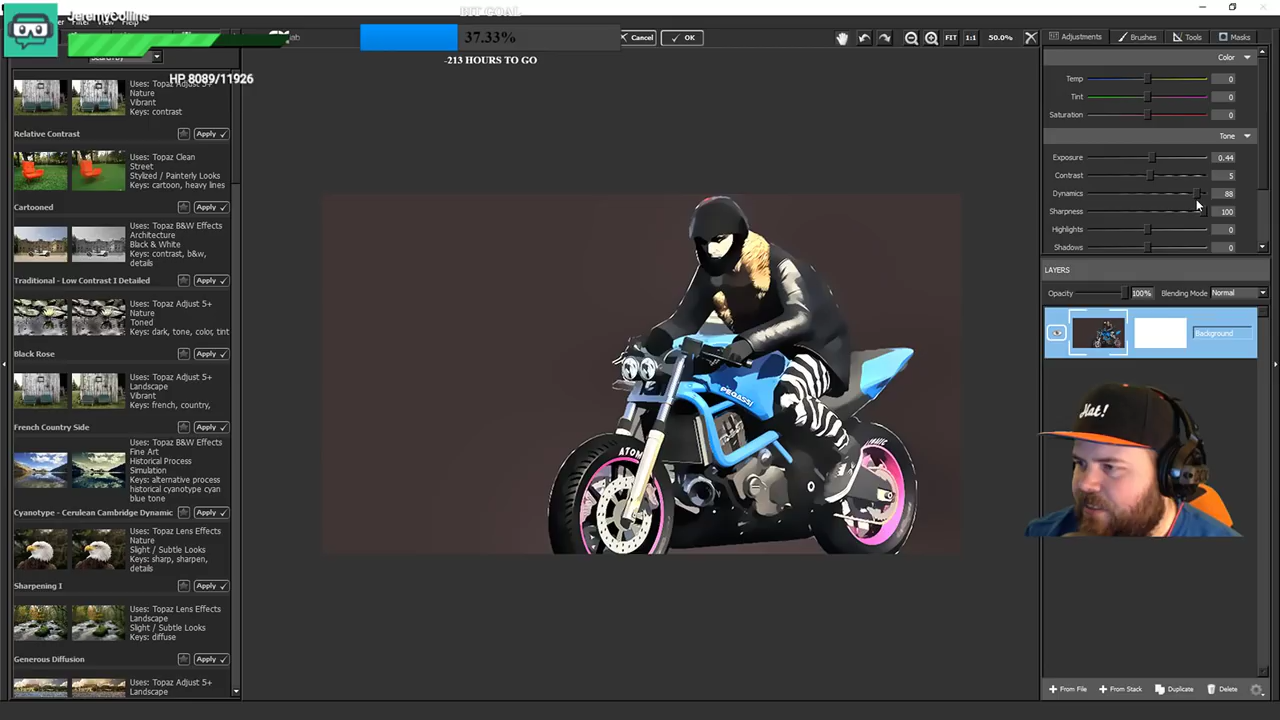 JeremyCollins
View Help
BIT GOAL
37.33%
-213 HOURS TO GO
HP 8089/11926
Cancel
OK
FIT
1:1
50.0%
Adjustments
Brushes
Tools
Masks
Uses: Topaz Adjust 5+
Nature
Vibrant
Keys: contrast
Relative Contrast
Apply
Uses: Topaz Clean
Street
Stylized / Painterly Looks
Keys: cartoon, heavy lines
Cartooned
Apply
Uses: Topaz B&W Effects
Architecture
Black & White
Keys: contrast, b&w,
details
Traditional - Low Contrast I Detailed
Apply
Uses: Topaz Adjust 5+
Nature
Toned
Keys: dark, tone, color, tint
Black Rose
Apply
Uses: Topaz Adjust 5+
Landscape
Vibrant
Keys: french, country,
French Country Side
Apply
Uses: Topaz B&W Effects
Fine Art
Historical Process
Simulation
Keys: alternative process
historical cyanotype cyan
blue tone
Cyanotype - Cerulean Cambridge Dynamic
Apply
Uses: Topaz Lens Effects
Nature
Slight / Subtle Looks
Keys: sharp, sharpen,
details
Sharpening I
Apply
Uses: Topaz Lens Effects
Landscape
Slight / Subtle Looks
Keys: diffuse
Generous Diffusion
Apply
Uses: Topaz Adjust 5+
Landscape
PEGASSI
ATOM
Color
Temp 0
Tint 0
Saturation 0
Tone
Exposure 0.44
Contrast 5
Dynamics 88
Sharpness 100
Highlights 0
Shadows 0
LAYERS
Opacity 100% Blending Mode Normal
Background
Hat!
From File
From Stack
Duplicate
Delete